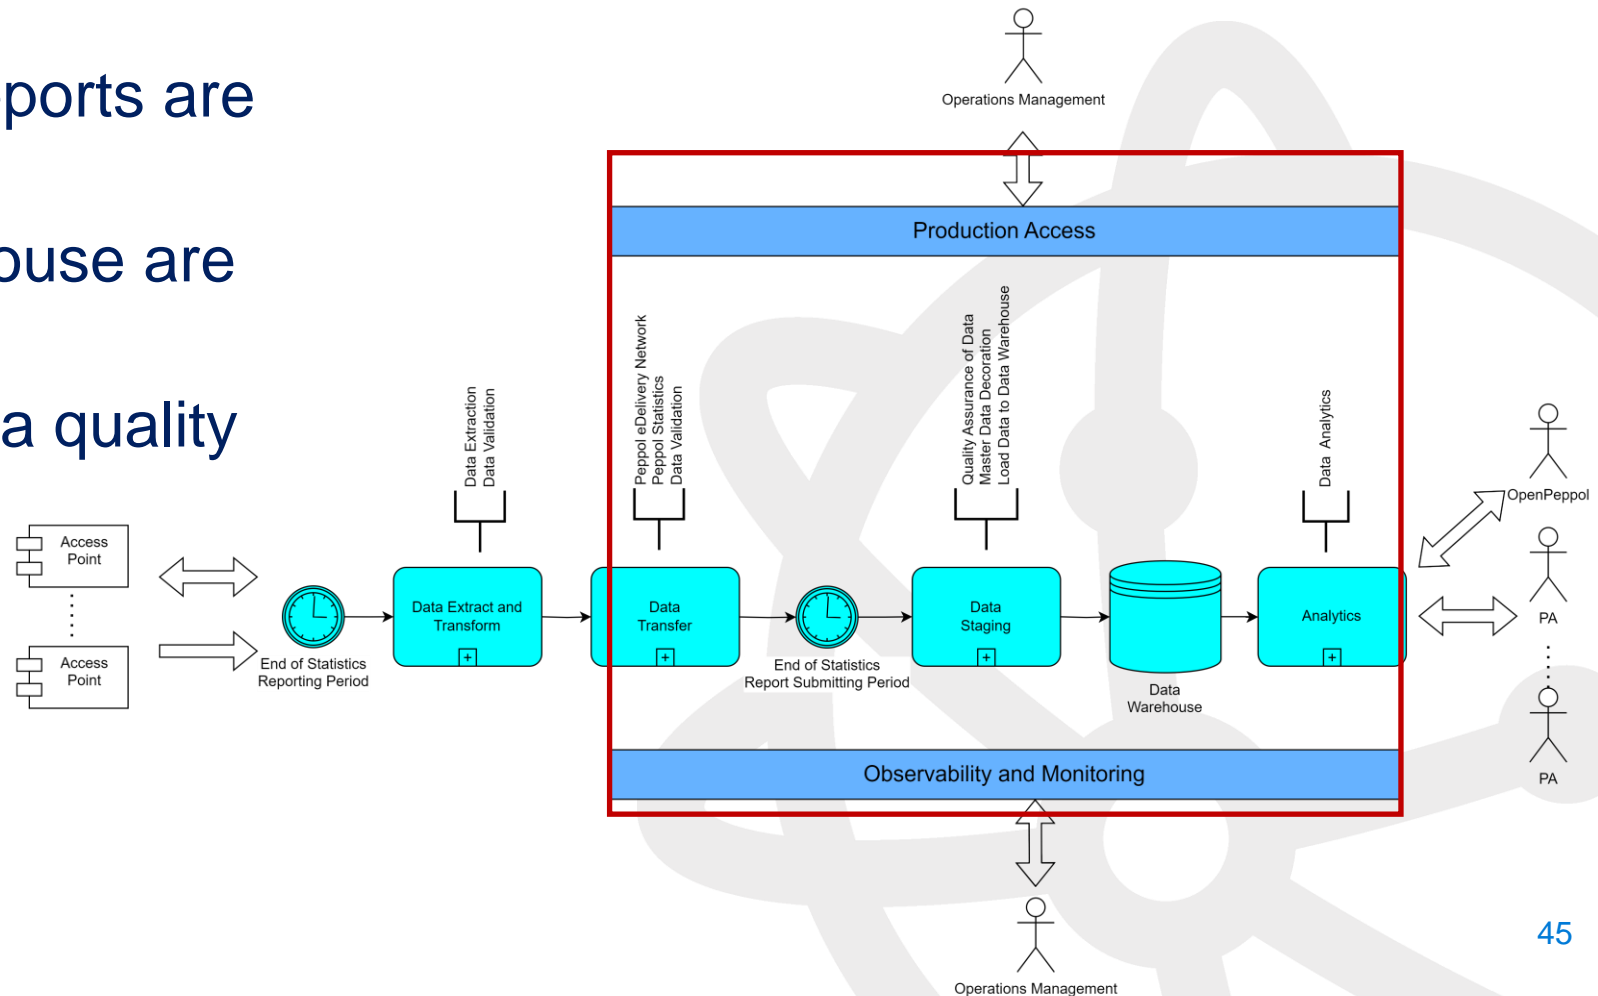 ports are
ouse are
a quality
Operations Management
Production Access
Data Extraction
Data Validation
Peppol eDelivery Network
Peppol Statistics
Data Validation
Quality Assurance of Data
Master Data Decoration
Load Data to Data Warehouse
Data Analytics
Access
Point
Access
Point
End of Statistics
Reporting Period
Data Extract and
Transform
Data
Transfer
End of Statistics
Report Submitting Period
Data
Staging
Data
Warehouse
Analytics
OpenPeppol
PA
PA
Observability and Monitoring
Operations Management
45